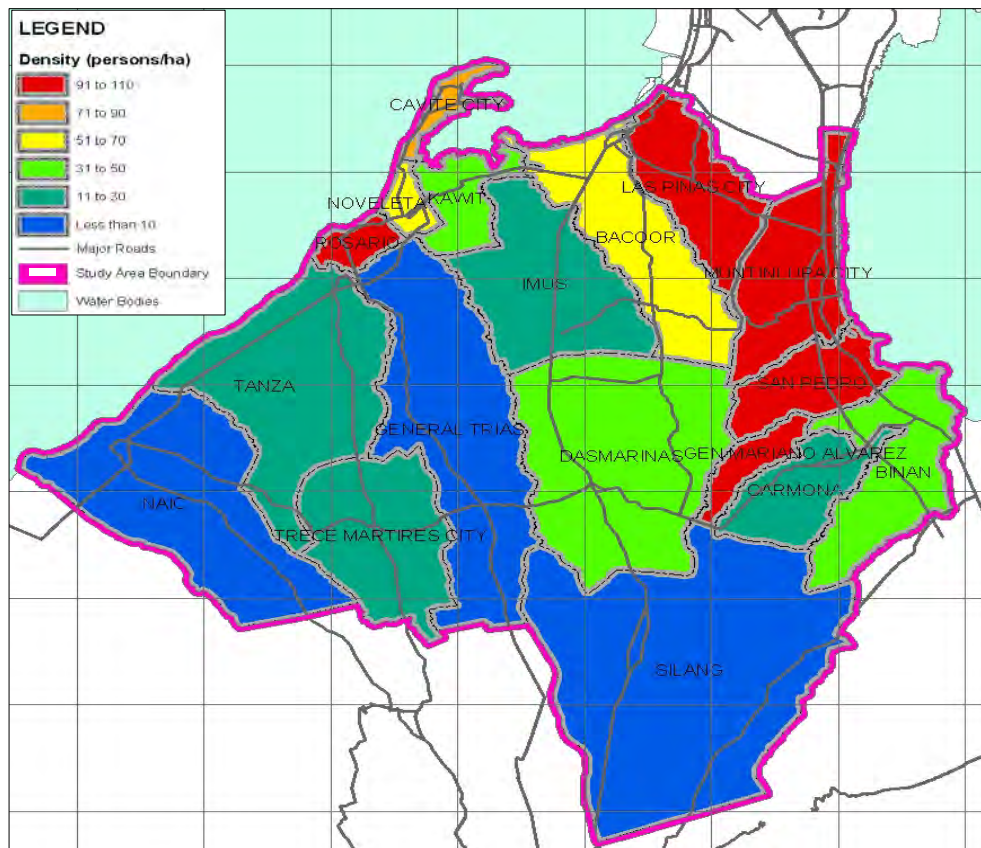 LEGEND
Density (persons/ha)
91 to 110
71 to 90
51 to 70
31 to 50
11 to 30
Less than 10
Major Roads
Study Area Boundary
Water Bodies
CAVITE CITY
NOVELETA
KAWIT
LAS PINAS CITY
ROSARIO
BACOOR
IMUS
MUNTINLUPA CITY
TANZA
SAN PEDRO
GENERAL TRIAS
DASMARINAS
GEN.MARIANO ALVAREZ
BINAN
CARMONA
NAIC
TRECE MARTIRES CITY
SILANG